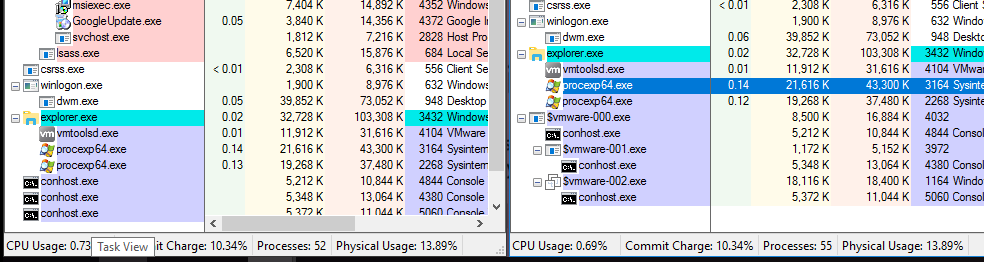 msiexec.exe 7,404 K 14,892 K 4352 Windows
GoogleUpdate.exe 0.05 3,840 K 14,356 K 4372 Google In
svchost.exe 1,812 K 7,216 K 2828 Host Pro
lsass.exe 6,520 K 15,876 K 684 Local Se
csrss.exe < 0.01 2,308 K 6,316 K 556 Client Se
winlogon.exe 1,900 K 8,976 K 632 Windows
dwm.exe 0.05 39,852 K 73,052 K 948 Desktop
explorer.exe 0.02 32,728 K 103,308 K 3432 Windows
vmtoolsd.exe 0.01 11,912 K 31,616 K 4104 VMware
procexp64.exe 0.14 21,616 K 43,300 K 3164 Sysintern
procexp64.exe 0.13 19,268 K 37,480 K 2268 Sysintern
conhost.exe 5,212 K 10,844 K 4844 Console
conhost.exe 5,348 K 13,064 K 4380 Console
conhost.exe 5,372 K 11,044 K 5060 Console
CPU Usage: 0.73
Task View
it Charge: 10.34% Processes: 52 Physical Usage: 13.89%
csrss.exe < 0.01 2,308 K 6,316 K 556 Client S
winlogon.exe 1,900 K 8,976 K 632 Window
dwm.exe 0.06 39,852 K 73,052 K 948 Deskto
explorer.exe 0.02 32,728 K 103,308 K 3432 Windo
vmtoolsd.exe 0.01 11,912 K 31,616 K 4104 VMwar
procexp64.exe 0.14 21,616 K 43,300 K 3164 Sysinte
procexp64.exe 0.12 19,268 K 37,480 K 2268 Sysinte
$vmware-000.exe 8,500 K 16,884 K 4032
conhost.exe 5,212 K 10,844 K 4844 Consol
$vmware-001.exe 1,172 K 5,152 K 3972
conhost.exe 5,348 K 13,064 K 4380 Consol
$vmware-002.exe 18,116 K 18,400 K 1164 Windo
conhost.exe 5,372 K 11,044 K 5060 Consol
CPU Usage: 0.69% Commit Charge: 10.34% Processes: 55 Physical Usage: 13.89%